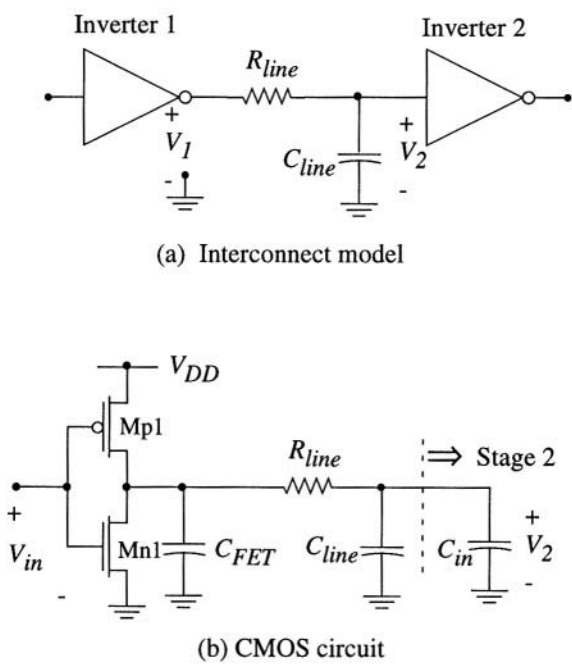 Inverter 1
Inverter 2
R_line
+
V_1
-
C_line
+
V_2
-
(a) Interconnect model
V_DD
Mp1
R_line
⇒ Stage 2
+
V_in
-
Mn1
C_FET
C_line
C_in
+
V_2
-
(b) CMOS circuit